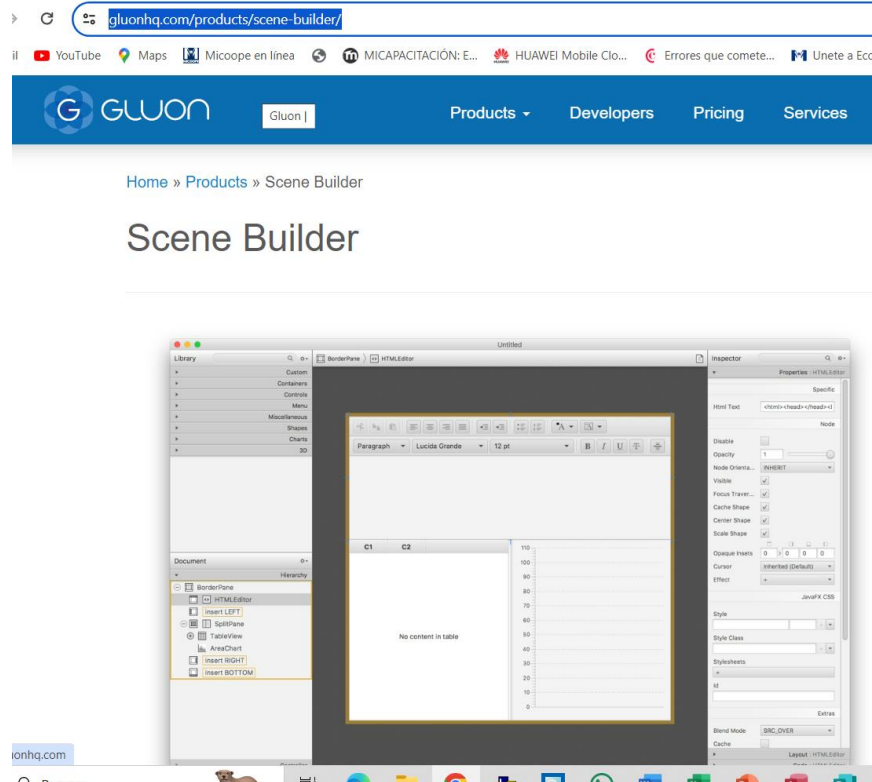 gluonhq.com/products/scene-builder/
YouTube Maps Micoope en línea MICAPACITACIÓN: E... HUAWEI Mobile Clo... Errores que comete... Unete a Eco
GLUON Gluon | Products Developers Pricing Services
Home » Products » Scene Builder
Scene Builder
Untitled
Library
Custom
Containers
Controls
Menu
Miscellaneous
Shapes
Charts
3D
Document
Hierarchy
BorderPane
HTMLEditor
insert LEFT
SplitPane
TableView
AreaChart
insert RIGHT
insert BOTTOM
BorderPane HTMLEditor
Paragraph Lucida Grande 12 pt B I U
C1 C2
No content in table
110
100
90
80
70
60
50
40
30
20
10
0
Inspector
Properties : HTMLEditor
Specific
Html Text <html><head></head><
Node
Disable
Opacity 1
Node Orienta... INHERIT
Visible
Focus Traver...
Cache Shape
Center Shape
Scale Shape
Opaque Insets 0 0 0 0
Cursor Inherited (Default)
Effect +
JavaFX CSS
Style
Style Class
Stylesheets
+
Id
Extras
Blend Mode SRC_OVER
Cache
Layout : HTMLEditor
onhq.com